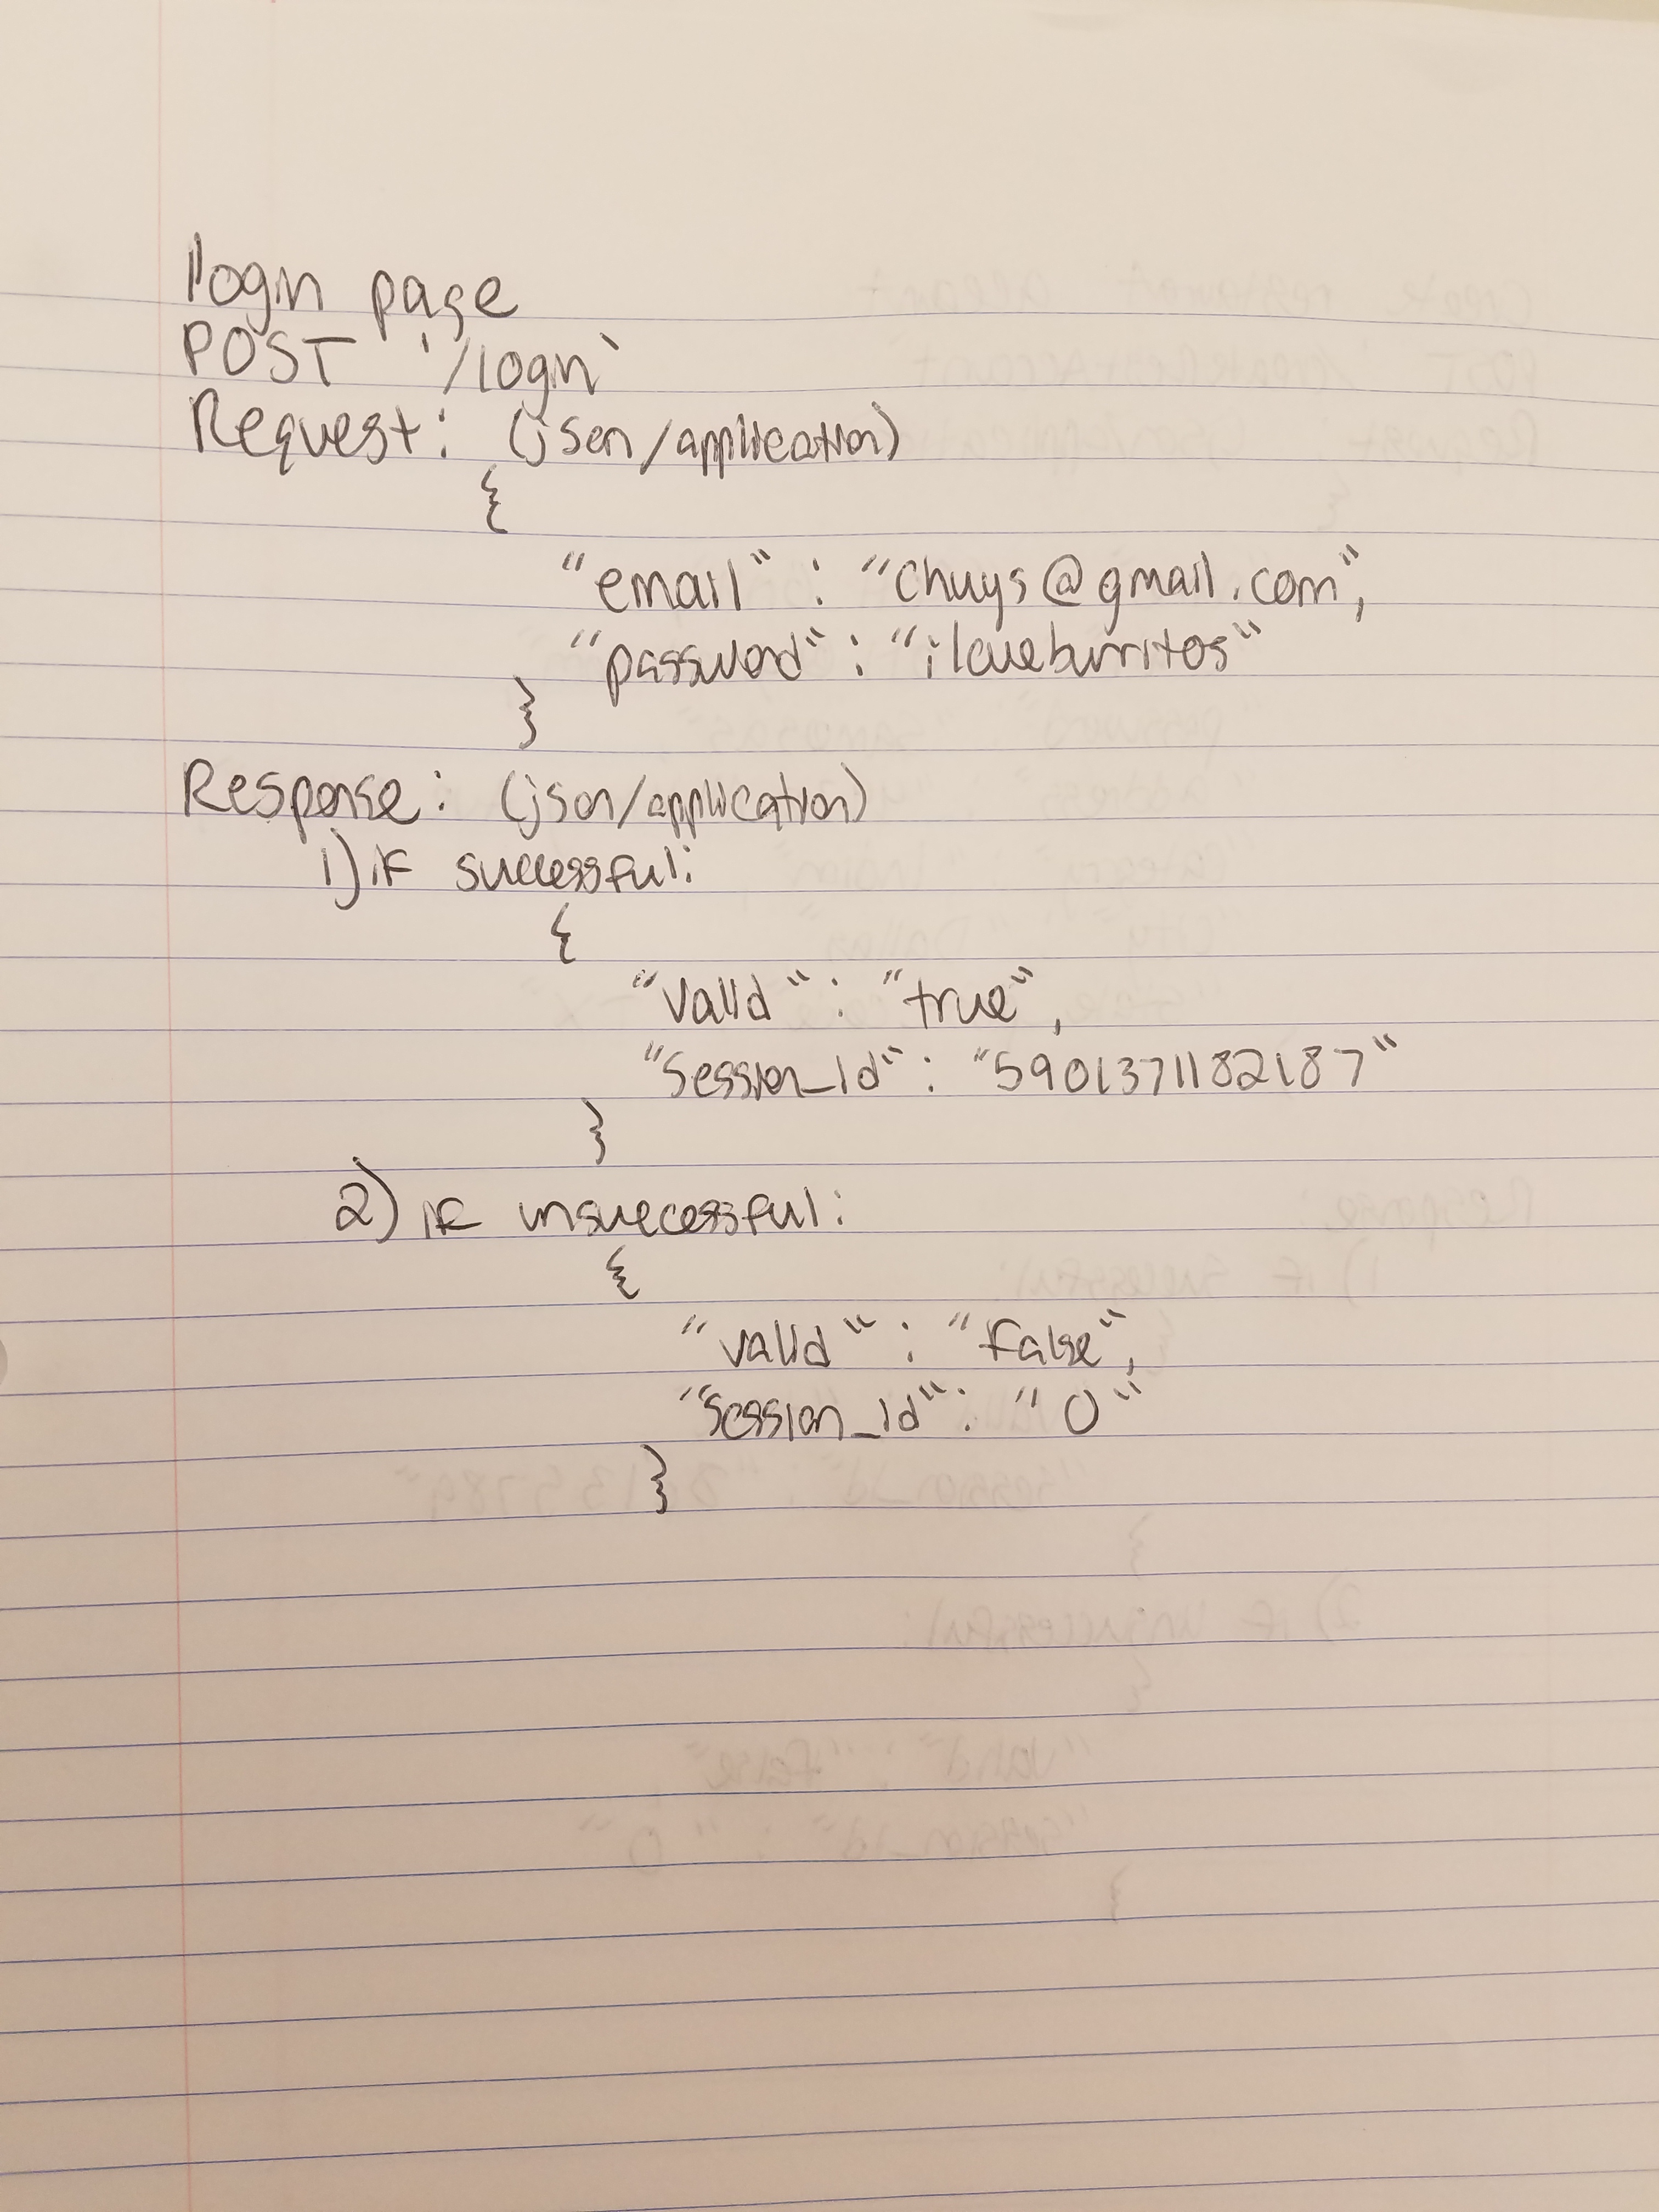 login page
POST '/login'
Request: (json/application)
{
"email" : "chuys@gmail.com",
"password" : "iloveburritos"
}
Response: (json/application)
1) if successful:
{
"valid" : "true",
"session_id" : "5901371182187"
}
2) if unsuccessful:
{
"valid" : "false",
"session_id" : "0"
}